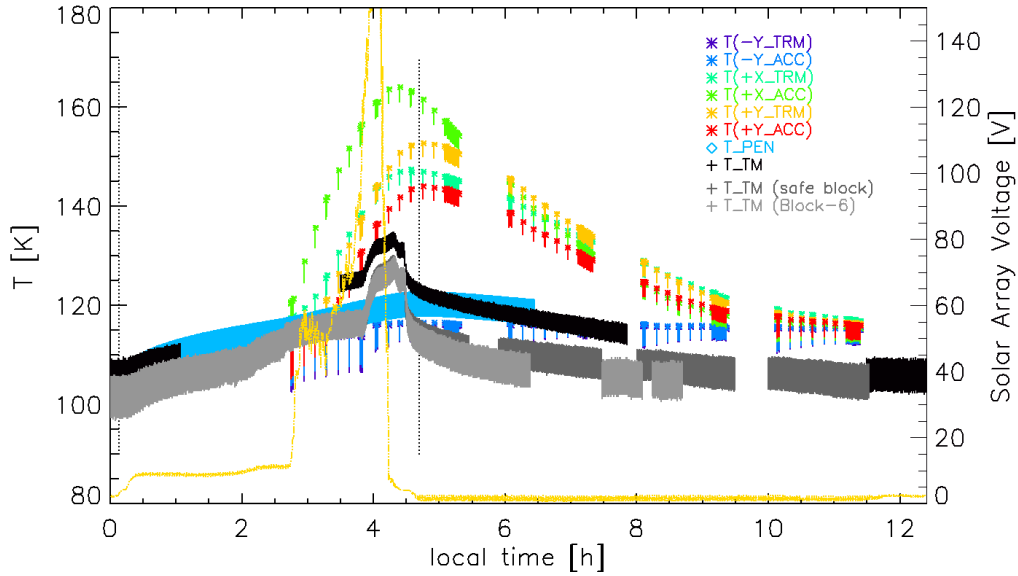 180
160
140
120
100
80
T [K]
140
120
100
80
60
40
20
0
Solar Array Voltage [V]
T(−Y_TRM)
T(−Y_ACC)
T(+X_TRM)
T(+X_ACC)
T(+Y_TRM)
T(+Y_ACC)
T_PEN
T_TM
T_TM (safe block)
T_TM (Block−6)
0 2 4 6 8 10 12
local time [h]